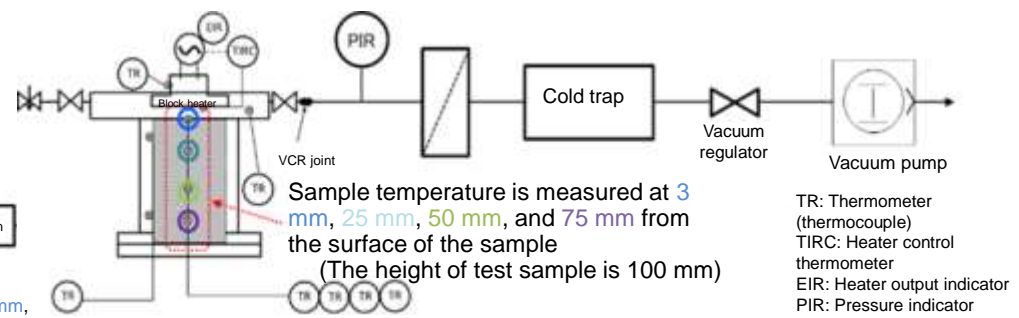 EIR
TIRC
PIR
TR
Block heater
Cold trap
VCR joint
Vacuum
regulator
Vacuum pump
TR
Sample temperature is measured at 3
mm, 25 mm, 50 mm, and 75 mm from
the surface of the sample
(The height of test sample is 100 mm)
TR: Thermometer
(thermocouple)
TIRC: Heater control
thermometer
EIR: Heater output indicator
PIR: Pressure indicator
n
mm,
TR
TR TR TR TR